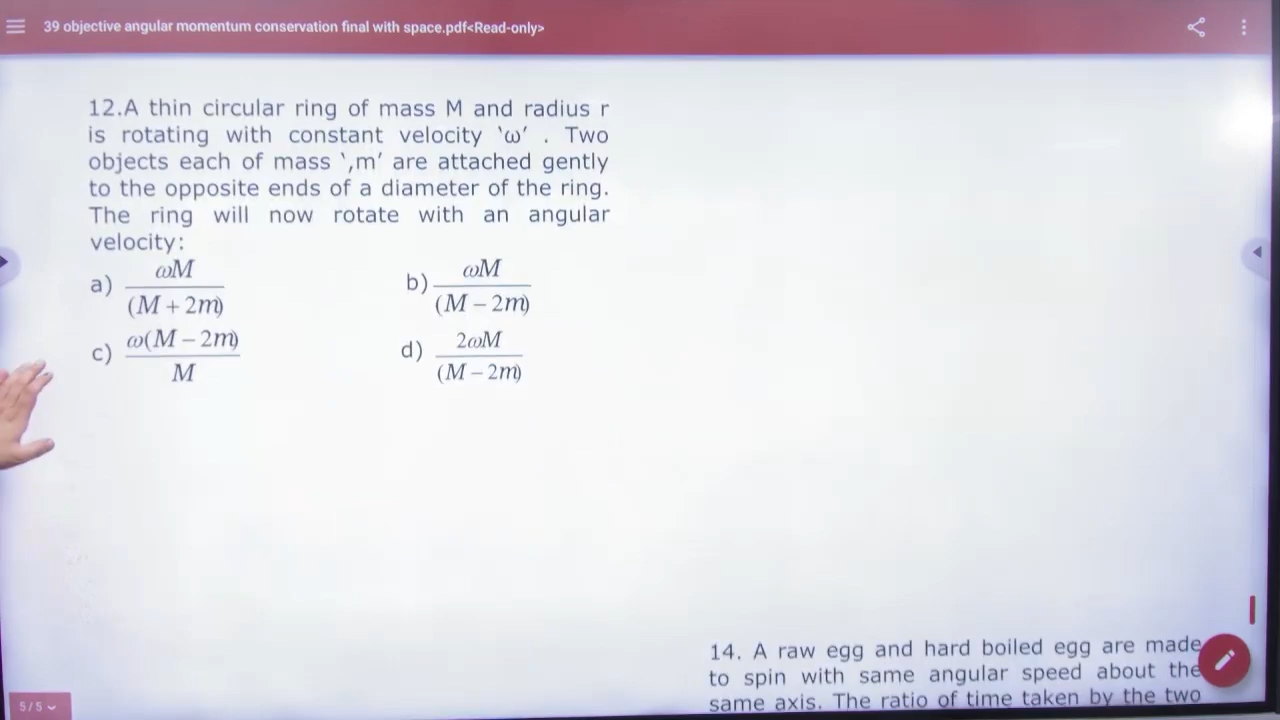 39 objective angular momentum conservation final with space.pdf<Read-only>
12.A thin circular ring of mass M and radius r
is rotating with constant velocity ‘ω’ . Two
objects each of mass ‘,m’ are attached gently
to the opposite ends of a diameter of the ring.
The ring will now rotate with an angular
velocity:
a) ωM/(M + 2m) b) ωM/(M − 2m)
c) ω(M − 2m)/M d) 2ωM/(M − 2m)
14. A raw egg and hard boiled egg are made
to spin with same angular speed about the
same axis. The ratio of time taken by the two
5/5